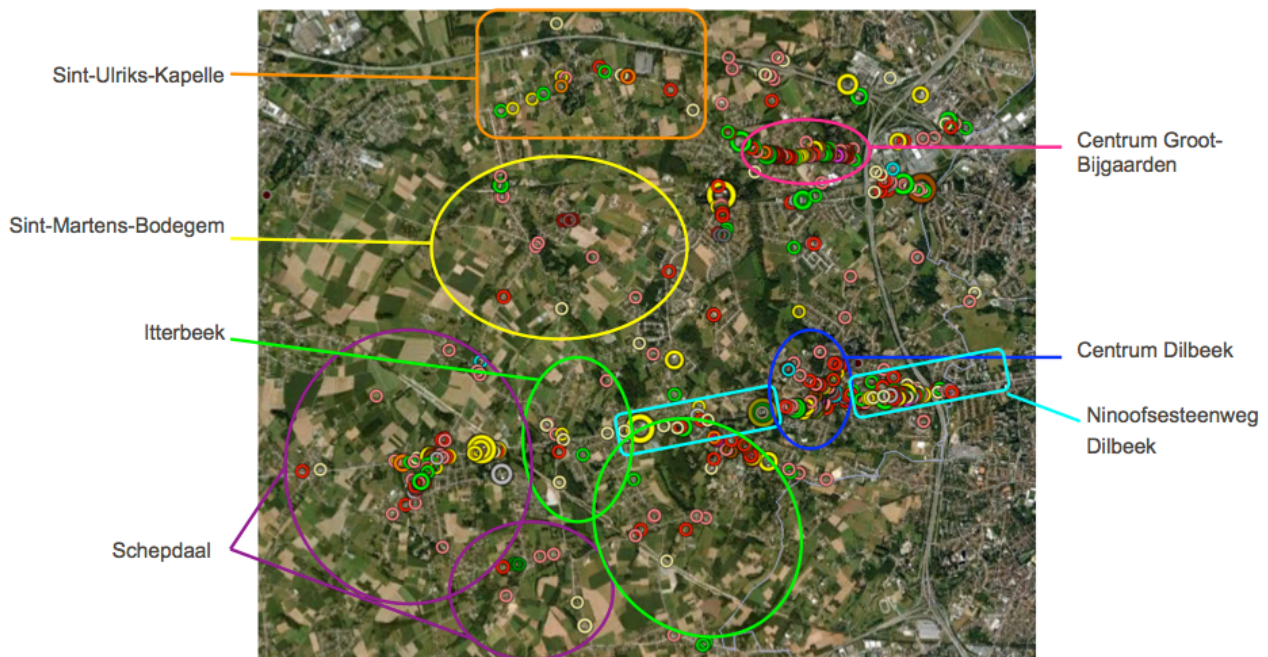 Sint-Ulriks-Kapelle
Sint-Martens-Bodegem
Itterbeek
Schepdaal
Centrum Groot-
Bijgaarden
Centrum Dilbeek
Ninoofsesteenweg
Dilbeek